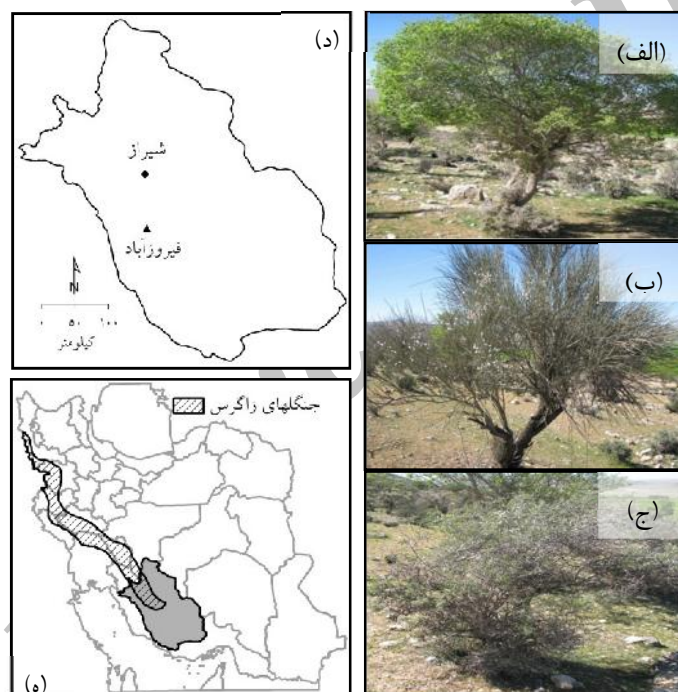 (الف)
(ب)
(ج)
(د)
شیراز
فیروزآباد
N
۰ ۵۰ ۱۰۰
کیلومتر
جنگلهای زاگرس
(ه)